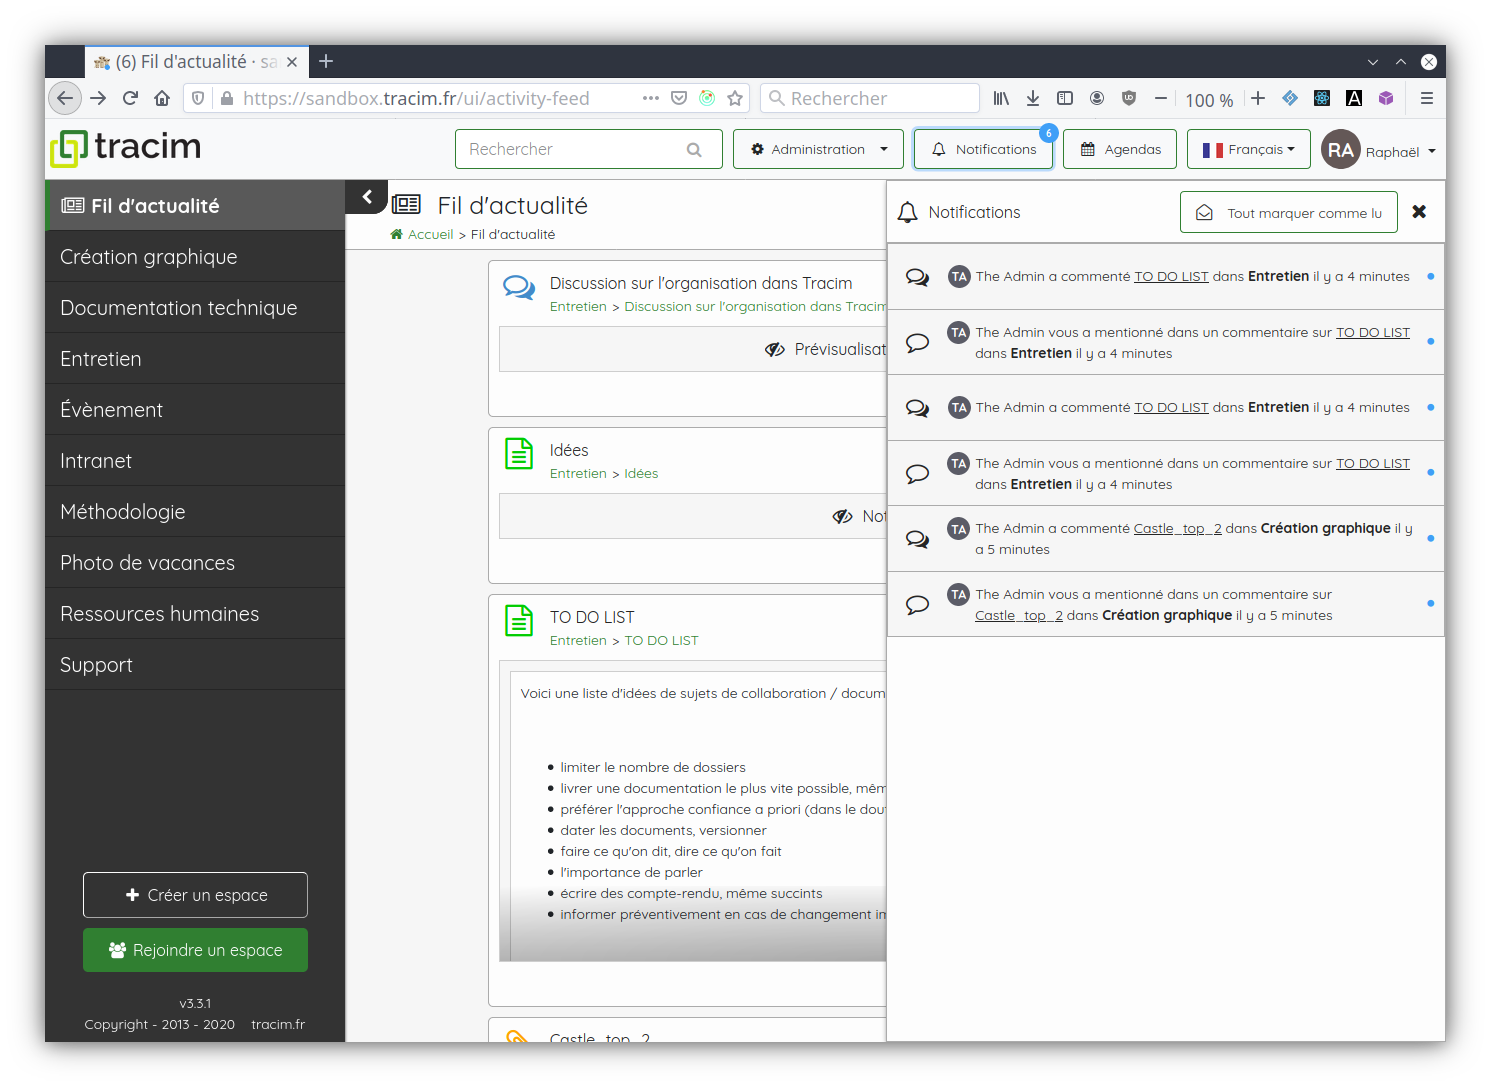 (6) Fil d'actualité · sa
https://sandbox.tracim.fr/ui/activity-feed
Rechercher
100 %
tracim
Rechercher
Administration
Notifications
6
Agendas
Français
RA
Raphaël
Fil d'actualité
Création graphique
Documentation technique
Entretien
Évènement
Intranet
Méthodologie
Photo de vacances
Ressources humaines
Support
Créer un espace
Rejoindre un espace
v3.3.1
Copyright - 2013 - 2020 tracim.fr
Fil d'actualité
Accueil > Fil d'actualité
Discussion sur l'organisation dans Tracim
Entretien > Discussion sur l'organisation dans Tracim
Prévisualisat
Idées
Entretien > Idées
Not
TO DO LIST
Entretien > TO DO LIST
Voici une liste d'idées de sujets de collaboration / docum
limiter le nombre de dossiers
livrer une documentation le plus vite possible, mêm
préférer l'approche confiance a priori (dans le dou
dater les documents, versionner
faire ce qu'on dit, dire ce qu'on fait
l'importance de parler
écrire des compte-rendu, même succints
informer préventivement en cas de changement im
Castle_top_2
Notifications
Tout marquer comme lu
TA The Admin a commenté TO DO LIST dans Entretien il y a 4 minutes
TA The Admin vous a mentionné dans un commentaire sur TO DO LIST
dans Entretien il y a 4 minutes
TA The Admin a commenté TO DO LIST dans Entretien il y a 4 minutes
TA The Admin vous a mentionné dans un commentaire sur TO DO LIST
dans Entretien il y a 4 minutes
TA The Admin a commenté Castle_top_2 dans Création graphique il y
a 5 minutes
TA The Admin vous a mentionné dans un commentaire sur
Castle_top_2 dans Création graphique il y a 5 minutes